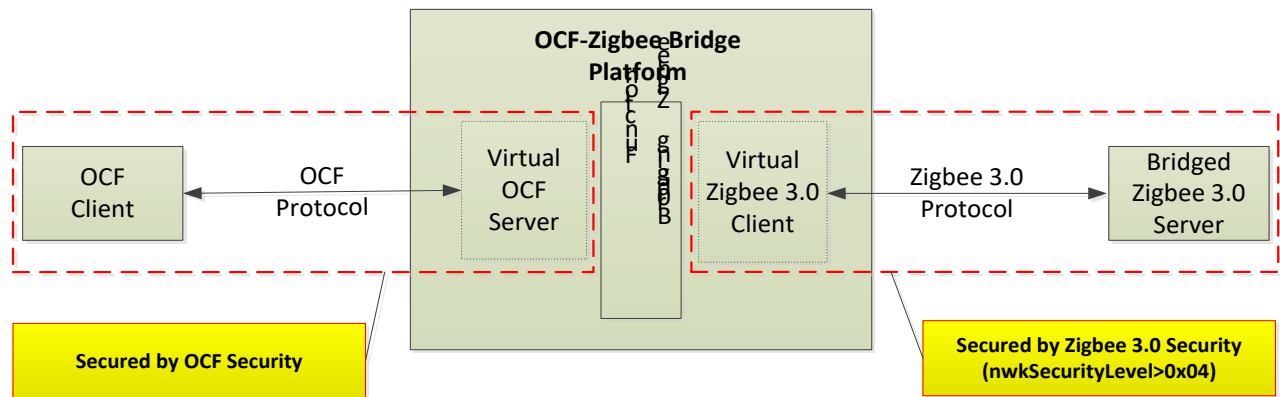 OCF-Zigbee Bridge
Platform
OCF
Client
OCF
Protocol
Virtual
OCF
Server
Virtual
Zigbee 3.0
Client
Zigbee 3.0
Protocol
Bridged
Zigbee 3.0
Server
Secured by OCF Security
Secured by Zigbee 3.0 Security
(nwkSecurityLevel>0x04)